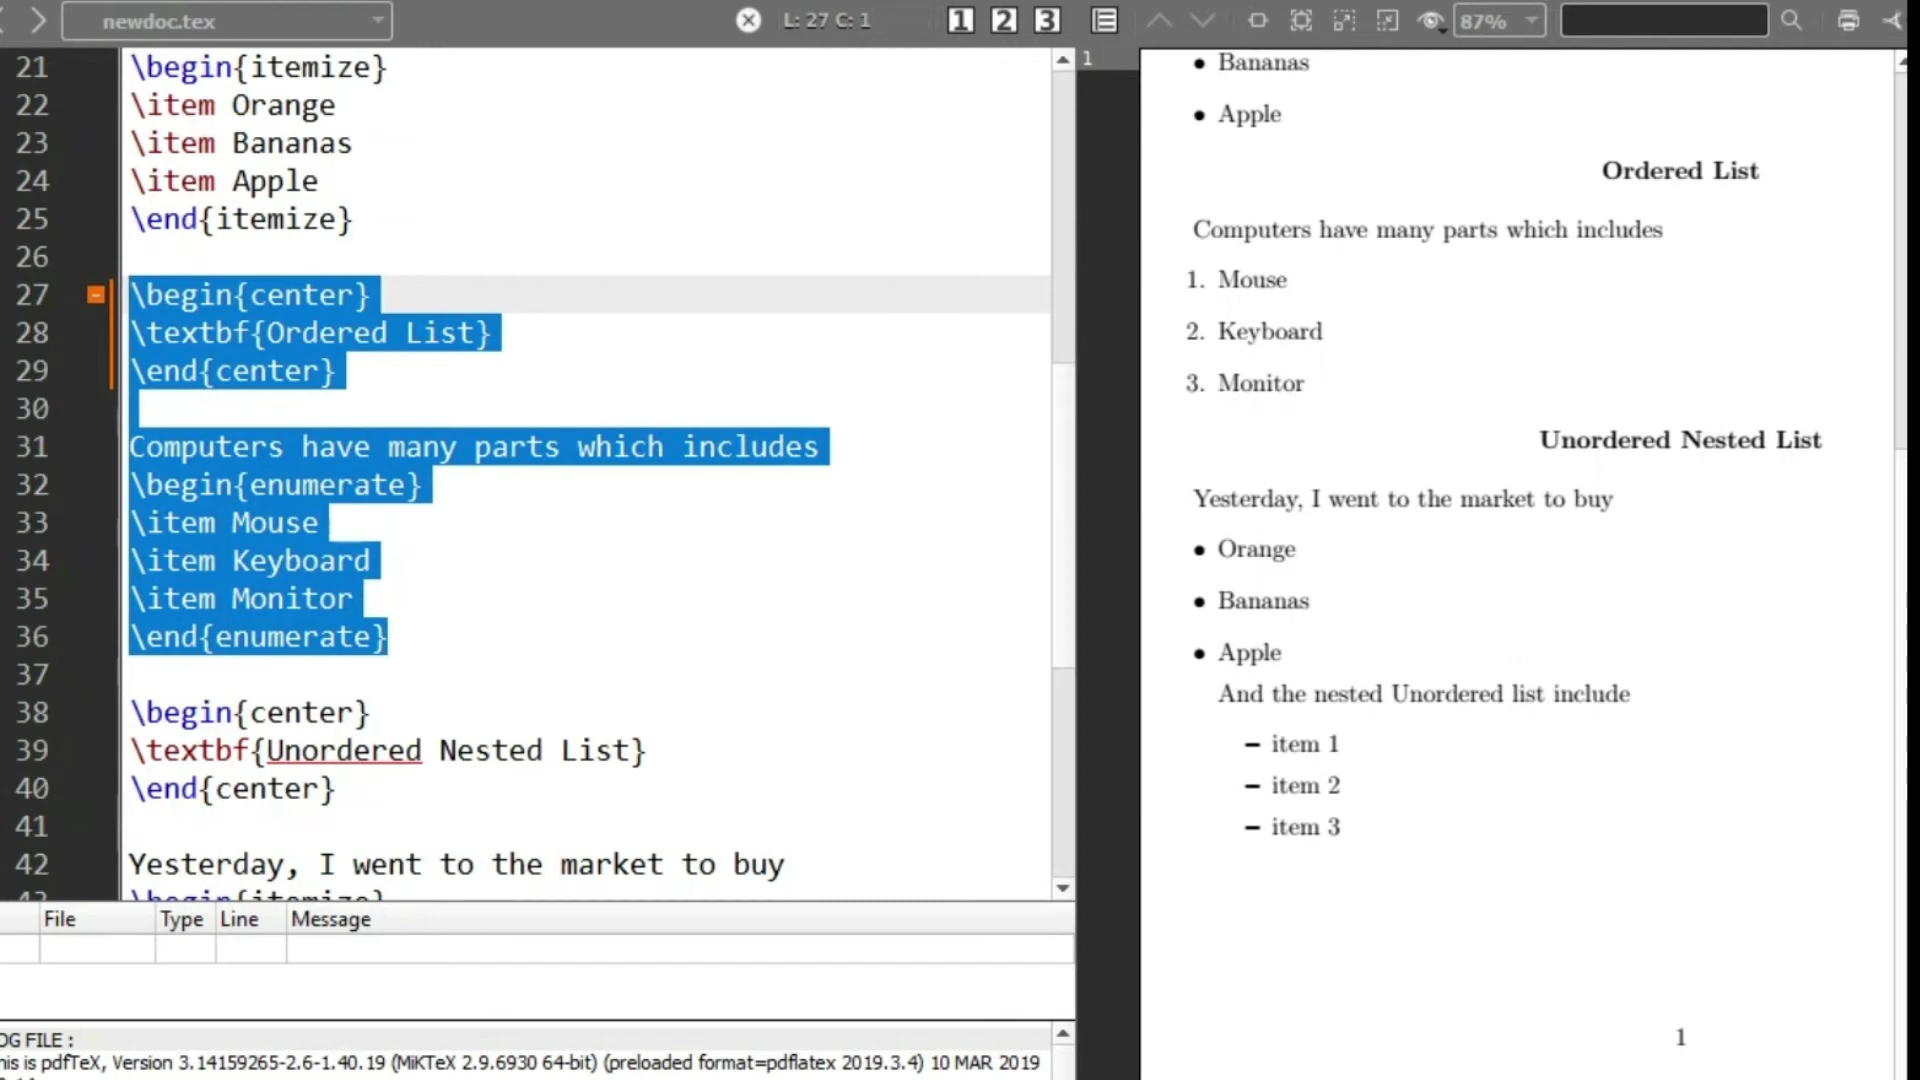 newdoc.tex
L: 27 C: 1
1 2 3
87%
21 \begin{itemize}
22 \item Orange
23 \item Bananas
24 \item Apple
25 \end{itemize}
26
27 \begin{center}
28 \textbf{Ordered List}
29 \end{center}
30
31 Computers have many parts which includes
32 \begin{enumerate}
33 \item Mouse
34 \item Keyboard
35 \item Monitor
36 \end{enumerate}
37
38 \begin{center}
39 \textbf{Unordered Nested List}
40 \end{center}
41
42 Yesterday, I went to the market to buy
43 \begin{itemize}
File Type Line Message
OG FILE :
his is pdfTeX, Version 3.14159265-2.6-1.40.19 (MiKTeX 2.9.6930 64-bit) (preloaded format=pdflatex 2019.3.4) 10 MAR 2019
1
• Bananas
• Apple
Ordered List
Computers have many parts which includes
1. Mouse
2. Keyboard
3. Monitor
Unordered Nested List
Yesterday, I went to the market to buy
• Orange
• Bananas
• Apple
And the nested Unordered list include
– item 1
– item 2
– item 3
1